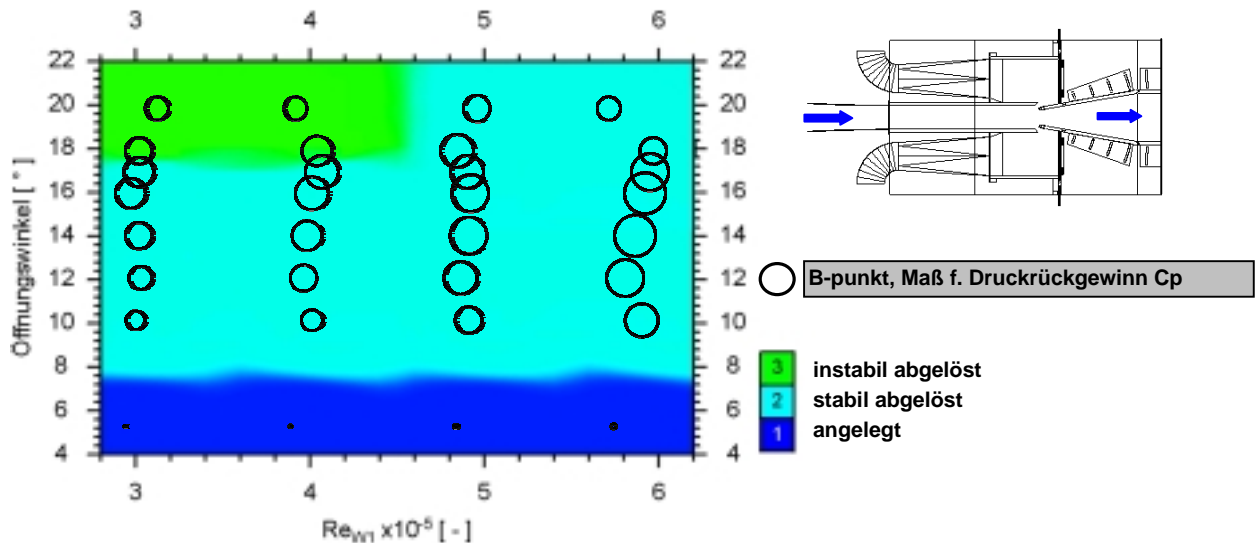 3 4 5 6
22 22
20 20
18 18
16 16
14 14
12 12
10 10
8 8
6 6
4 4
Öffnungswinkel [ ° ]
3 4 5 6
Re_W1 x10^-5 [ - ]
B-punkt, Maß f. Druckrückgewinn Cp
3 instabil abgelöst
2 stabil abgelöst
1 angelegt